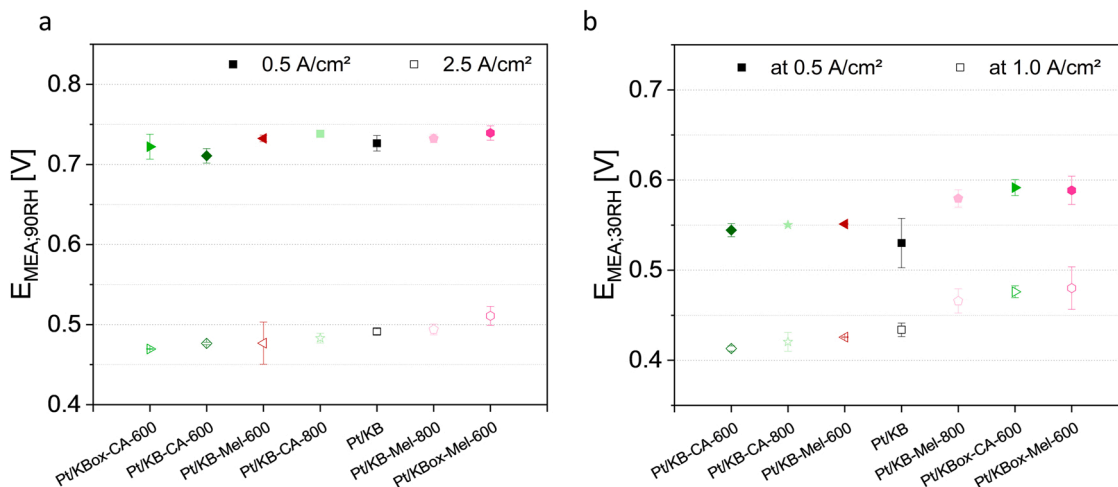 a
0.5 A/cm² 2.5 A/cm²
E_MEA;90RH [V]
0.8
0.7
0.6
0.5
0.4
Pt/KBox-CA-600
Pt/KB-CA-600
Pt/KB-Mel-600
Pt/KB-CA-800
Pt/KB
Pt/KB-Mel-800
Pt/KBox-Mel-600
b
at 0.5 A/cm² at 1.0 A/cm²
E_MEA;30RH [V]
0.7
0.6
0.5
0.4
Pt/KB-CA-600
Pt/KB-CA-800
Pt/KB-Mel-600
Pt/KB
Pt/KB-Mel-800
Pt/KBox-CA-600
Pt/KBox-Mel-600